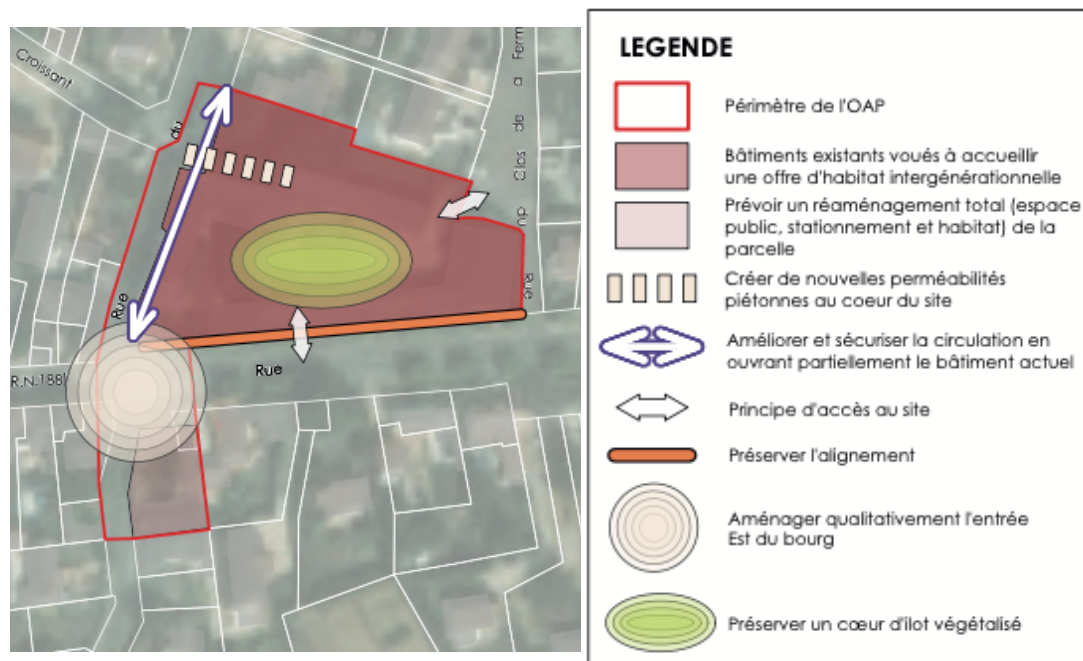 Croissant
du
Rue
R.N.188
Rue
Rue
du Clos de a Ferm
LEGENDE
Périmètre de l'OAP
Bâtiments existants voués à accueillir
une offre d'habitat intergénérationnelle
Prévoir un réaménagement total (espace
public, stationnement et habitat) de la
parcelle
Créer de nouvelles perméabilités
piétonnes au coeur du site
Améliorer et sécuriser la circulation en
ouvrant partiellement le bâtiment actuel
Principe d'accès au site
Préserver l'alignement
Aménager qualitativement l'entrée
Est du bourg
Préserver un cœur d'ilot végétalisé